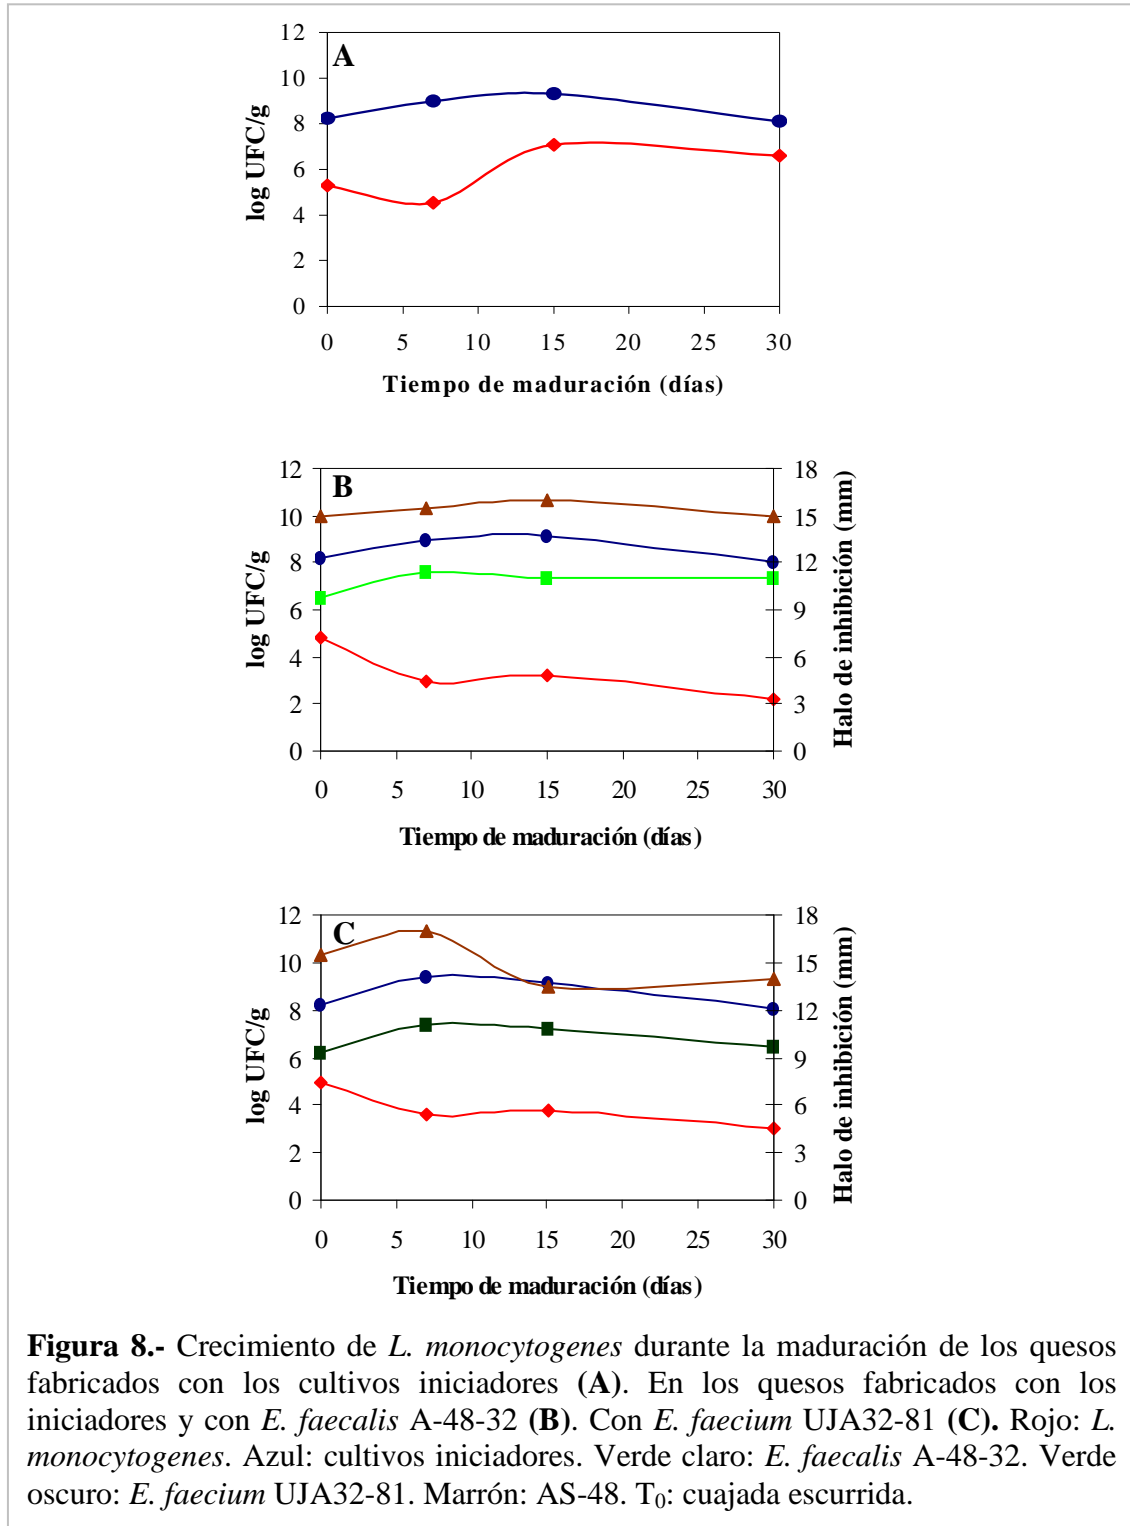 A
12
10
8
6
4
2
0
log UFC/g
0 5 10 15 20 25 30
Tiempo de maduración (días)
B
12
10
8
6
4
2
0
log UFC/g
18
15
12
9
6
3
0
Halo de inhibición (mm)
0 5 10 15 20 25 30
Tiempo de maduración (días)
C
12
10
8
6
4
2
0
log UFC/g
18
15
12
9
6
3
0
Halo de inhibición (mm)
0 5 10 15 20 25 30
Tiempo de maduración (días)
Figura 8.- Crecimiento de L. monocytogenes durante la maduración de los quesos
fabricados con los cultivos iniciadores (A). En los quesos fabricados con los
iniciadores y con E. faecalis A-48-32 (B). Con E. faecium UJA32-81 (C). Rojo: L.
monocytogenes. Azul: cultivos iniciadores. Verde claro: E. faecalis A-48-32. Verde
oscuro: E. faecium UJA32-81. Marrón: AS-48. T₀: cuajada escurrida.